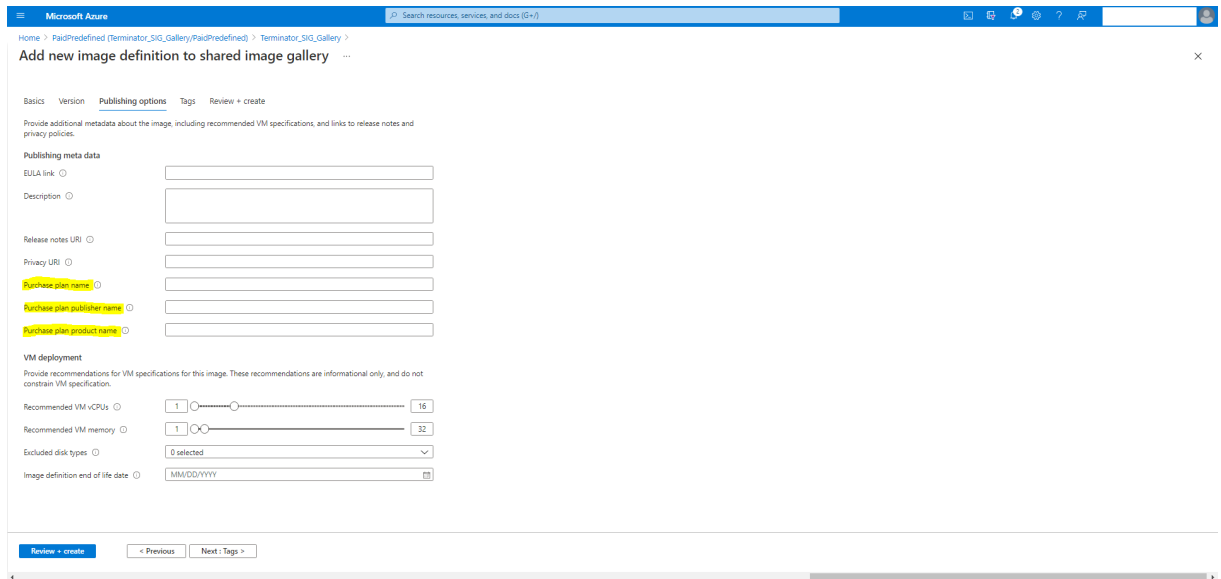 Microsoft Azure
Search resources, services, and docs (G+/)
2
Home > PaidPredefined (Terminator_SIG_Gallery/PaidPredefined) > Terminator_SIG_Gallery >
Add new image definition to shared image gallery ...
Basics Version Publishing options Tags Review + create
Provide additional metadata about the image, including recommended VM specifications, and links to release notes and
privacy policies.
Publishing meta data
EULA link
Description
Release notes URI
Privacy URI
Purchase plan name
Purchase plan publisher name
Purchase plan product name
VM deployment
Provide recommendations for VM specifications for this image. These recommendations are informational only, and do not
constrain VM specification.
Recommended VM vCPUs 1 16
Recommended VM memory 1 32
Excluded disk types 0 selected
Image definition end of life date MM/DD/YYYY
Review + create < Previous Next : Tags >